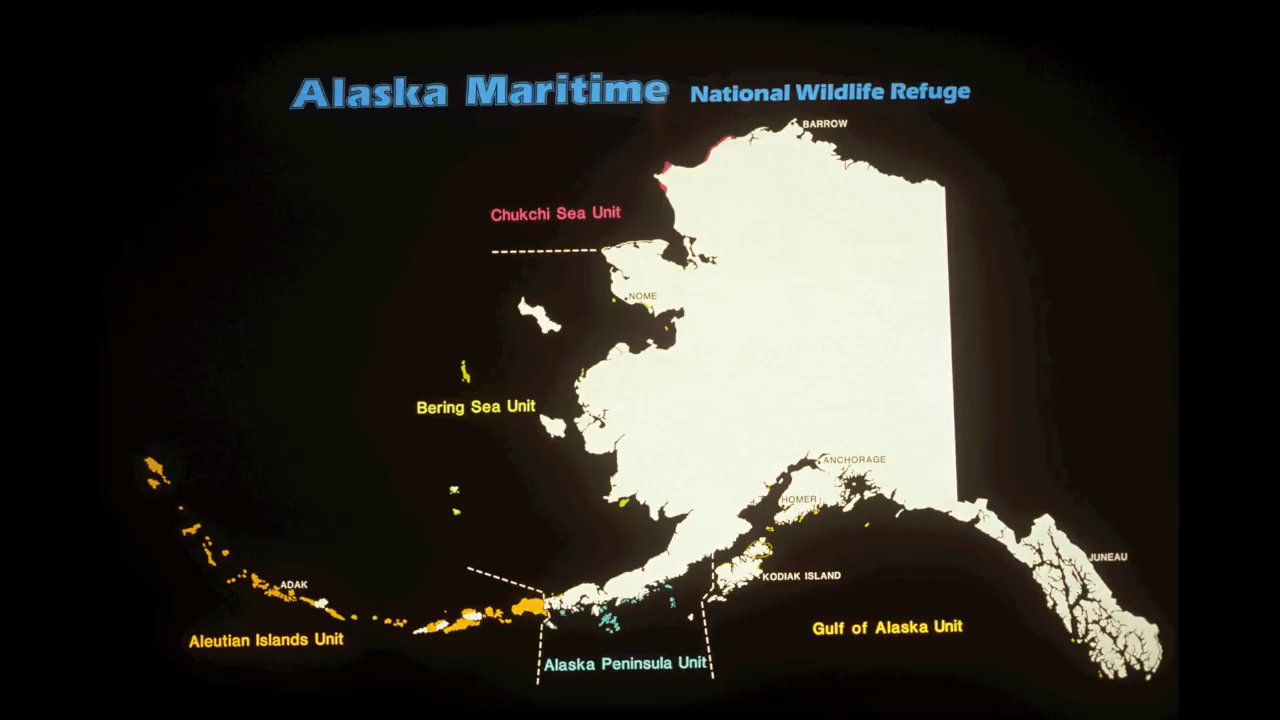 Alaska Maritime National Wildlife Refuge
BARROW
Chukchi Sea Unit
NOME
Bering Sea Unit
ANCHORAGE
HOMER
JUNEAU
ADAK
KODIAK ISLAND
Aleutian Islands Unit
Gulf of Alaska Unit
Alaska Peninsula Unit